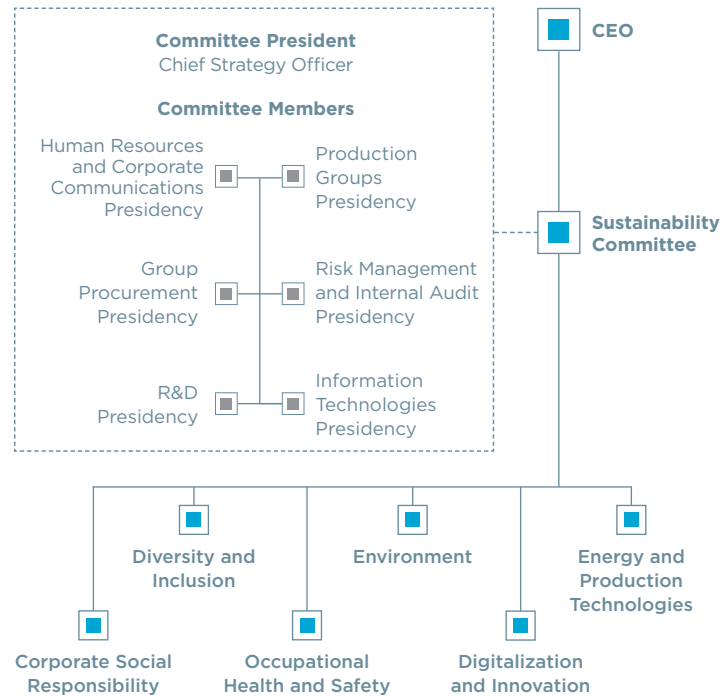 Committee President
Chief Strategy Officer
CEO
Committee Members
Human Resources
and Corporate
Communications
Presidency
Production
Groups
Presidency
Sustainability
Committee
Group
Procurement
Presidency
Risk Management
and Internal Audit
Presidency
R&D
Presidency
Information
Technologies
Presidency
Diversity and
Inclusion
Environment
Energy and
Production
Technologies
Corporate Social
Responsibility
Occupational
Health and Safety
Digitalization
and Innovation